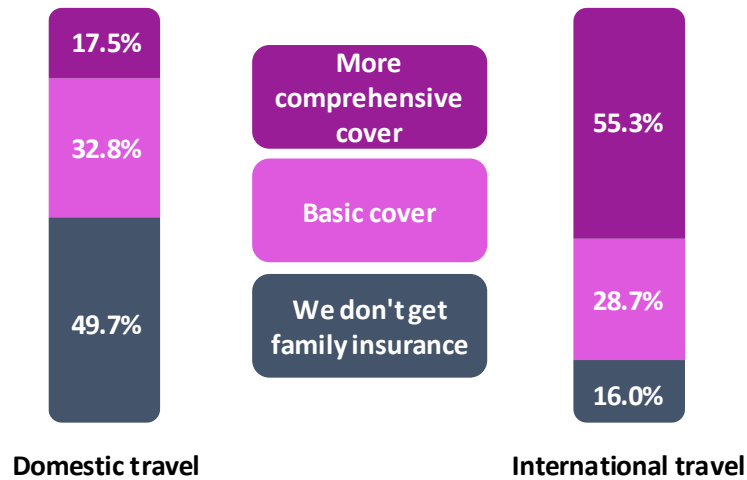 17.5%
32.8%
49.7%
Domestic travel
More
comprehensive
cover
Basic cover
We don't get
family insurance
55.3%
28.7%
16.0%
International travel